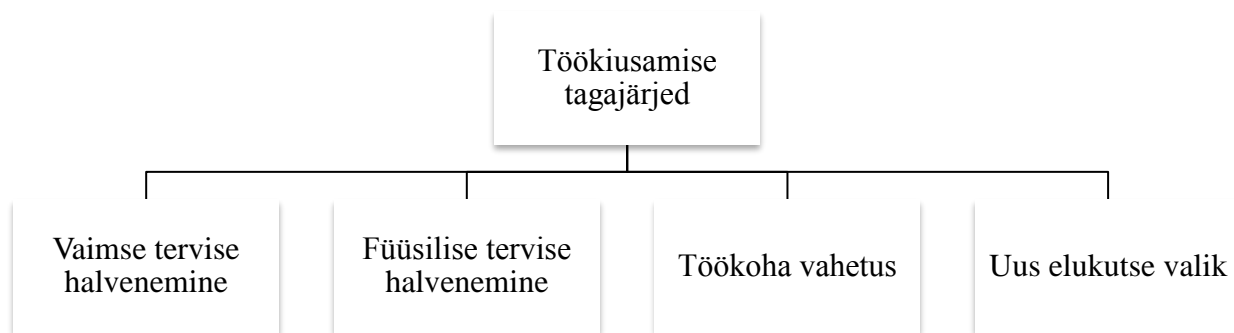 Töökiusamise
tagajärjed
Vaimse tervise
halvenemine
Füüsilise tervise
halvenemine
Töökoha vahetus
Uus elukutse valik